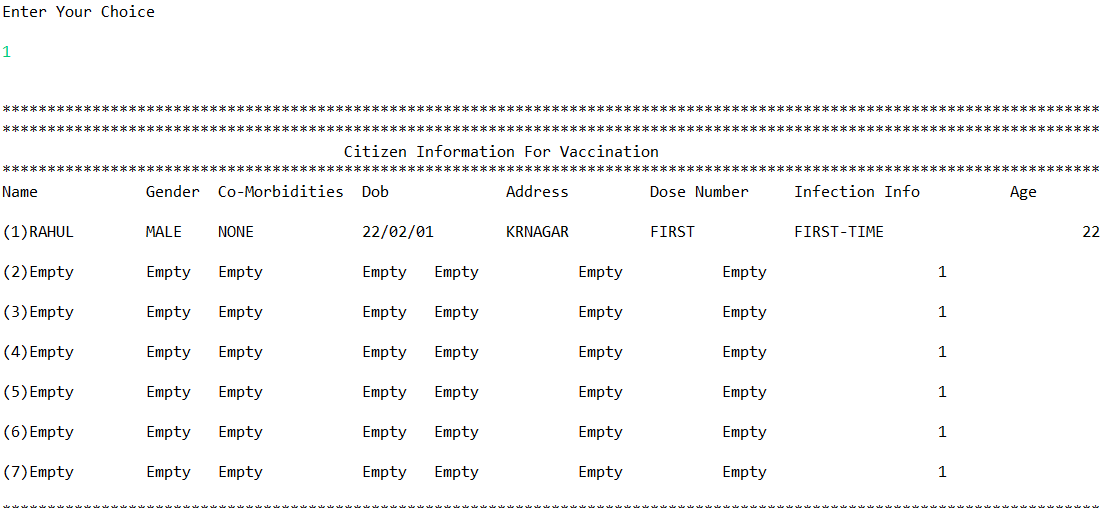 Enter Your Choice
1
**************************************************************************************************************************
**************************************************************************************************************************
Citizen Information For Vaccination
**************************************************************************************************************************
Name Gender Co-Morbidities Dob Address Dose Number Infection Info Age
(1)RAHUL MALE NONE 22/02/01 KRNAGAR FIRST FIRST-TIME 22
(2)Empty Empty Empty Empty Empty Empty Empty 1
(3)Empty Empty Empty Empty Empty Empty Empty 1
(4)Empty Empty Empty Empty Empty Empty Empty 1
(5)Empty Empty Empty Empty Empty Empty Empty 1
(6)Empty Empty Empty Empty Empty Empty Empty 1
(7)Empty Empty Empty Empty Empty Empty Empty 1
**************************************************************************************************************************